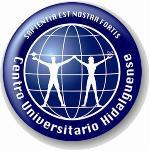 SAPIENTIA EST NOSTRA FORTIS
Centro Universitario Hidalguense